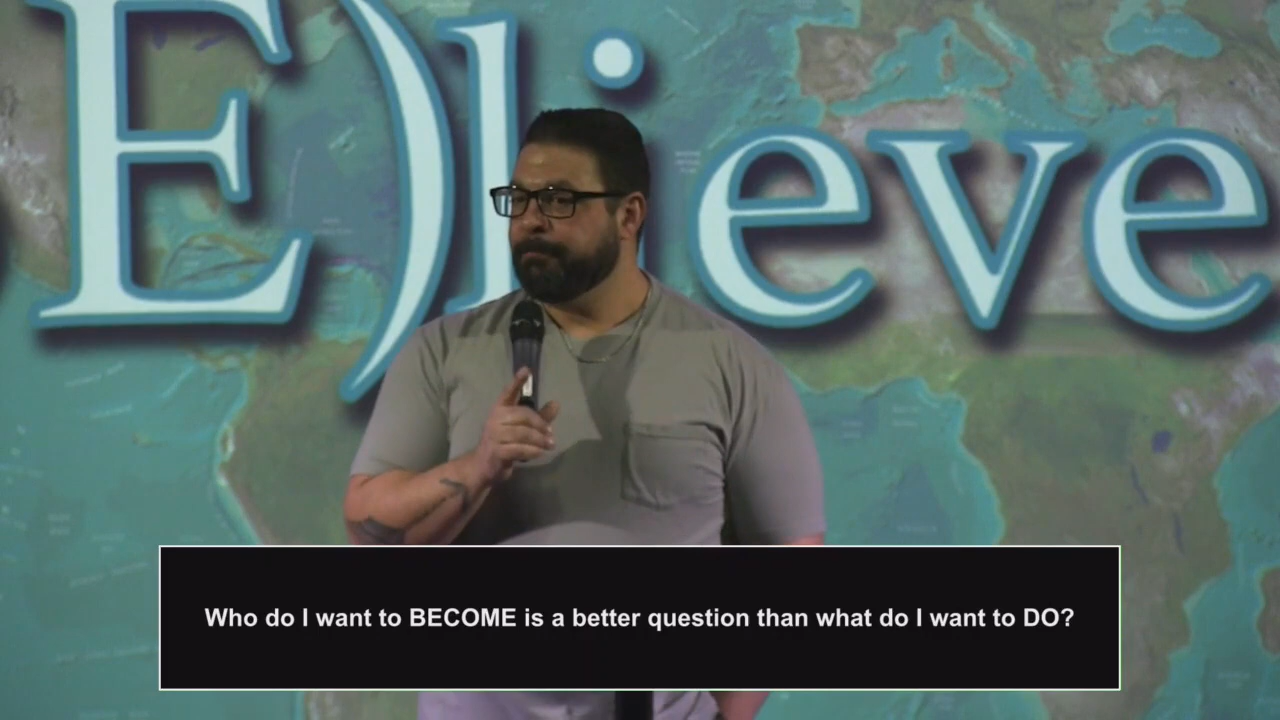 E)lieve
Who do I want to BECOME is a better question than what do I want to DO?